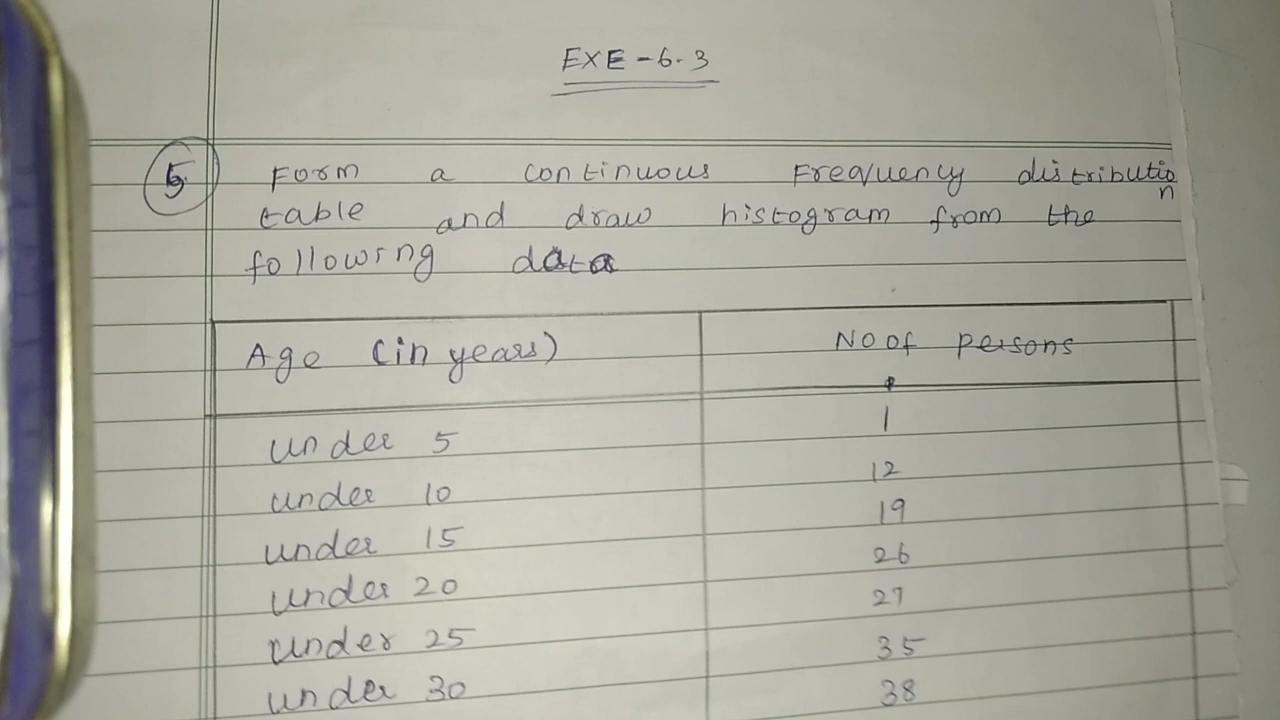 EXE - 6.3
5. Form a continuous Frequency distribution
table and draw histogram from the
following data
Age (in years) No of persons
1
under 5
12
under 10
19
under 15
26
under 20
27
under 25
35
under 30
38